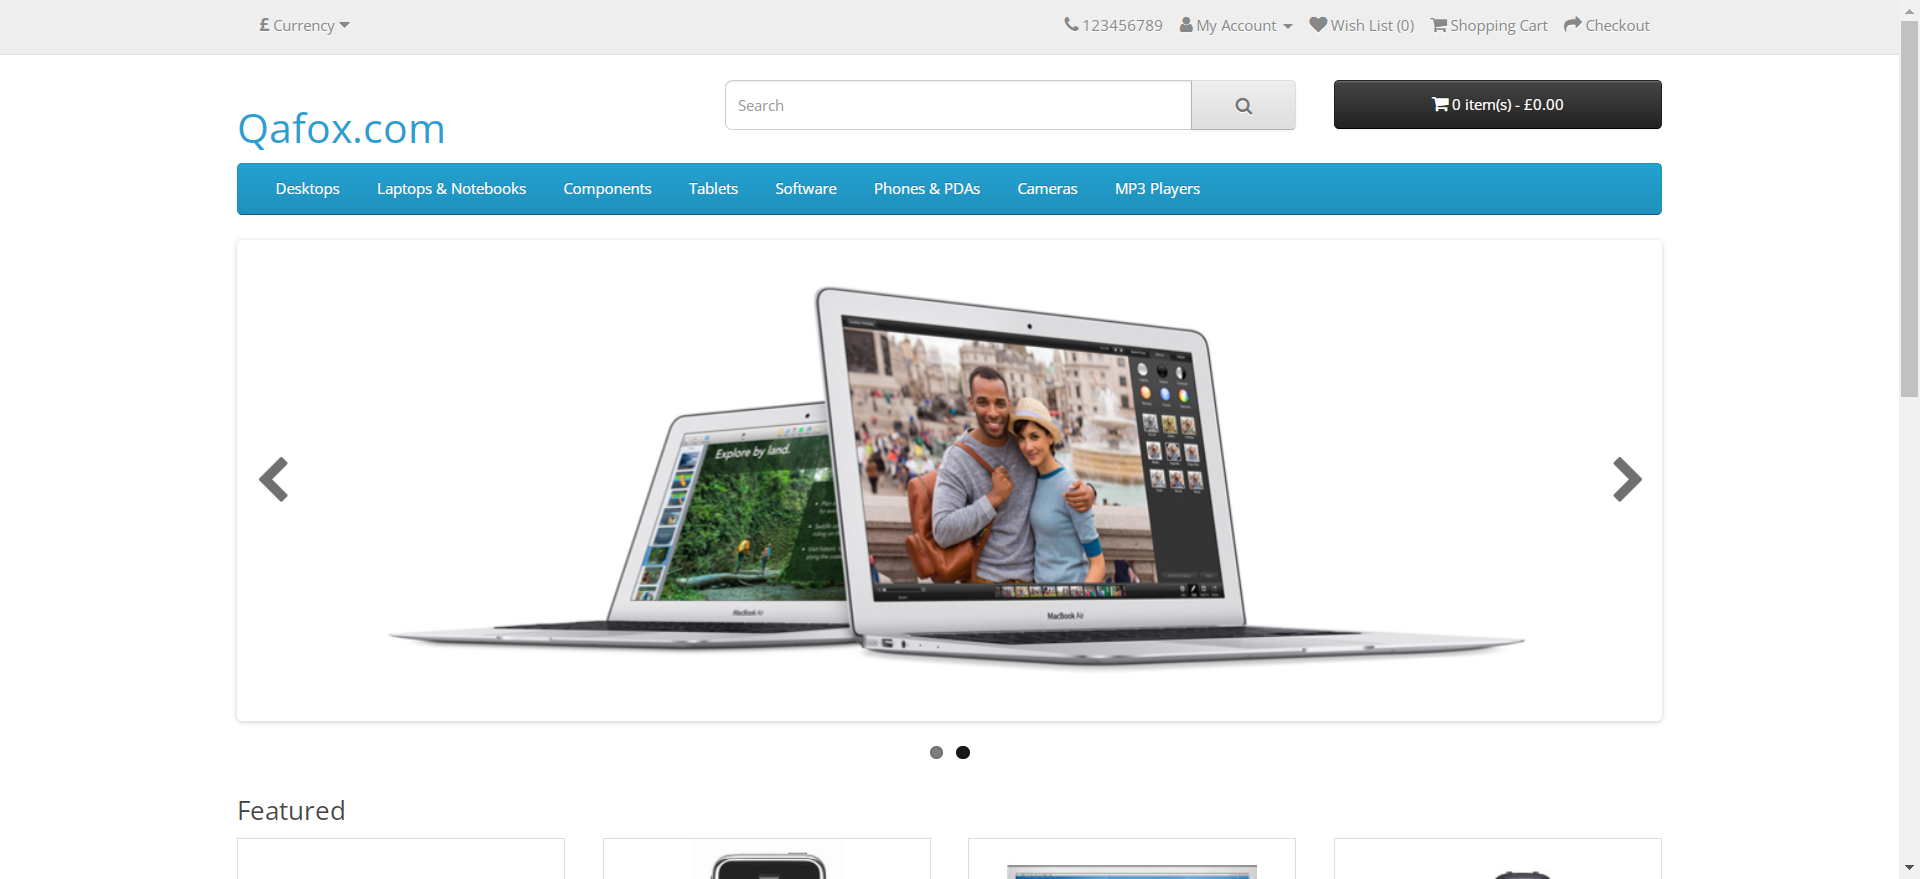 £ Currency
123456789 My Account Wish List (0) Shopping Cart Checkout
Search
0 item(s) - £0.00
Qafox.com
Desktops Laptops & Notebooks Components Tablets Software Phones & PDAs Cameras MP3 Players
Explore by land.
MacBook Air
MacBook Air
Featured